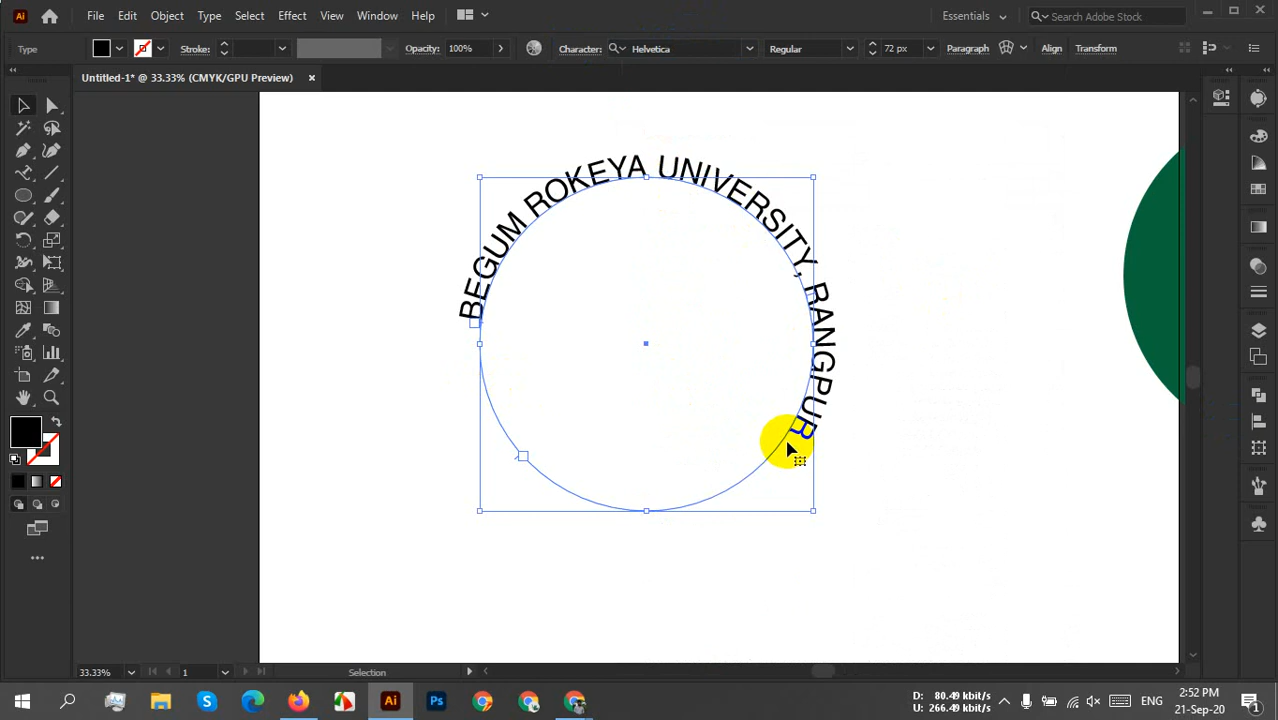 File Edit Object Type Select Effect View Window Help
Essentials
Search Adobe Stock
Type
Stroke:
Opacity: 100%
Character: Helvetica
Regular
72 px
Paragraph
Align
Transform
Untitled-1* @ 33.33% (CMYK/GPU Preview)
BEGUM ROKEYA UNIVERSITY, RANGPUR
33.33%
1
Selection
D: 80.49 kbit/s
U: 266.49 kbit/s
ENG
2:52 PM
21-Sep-20
1